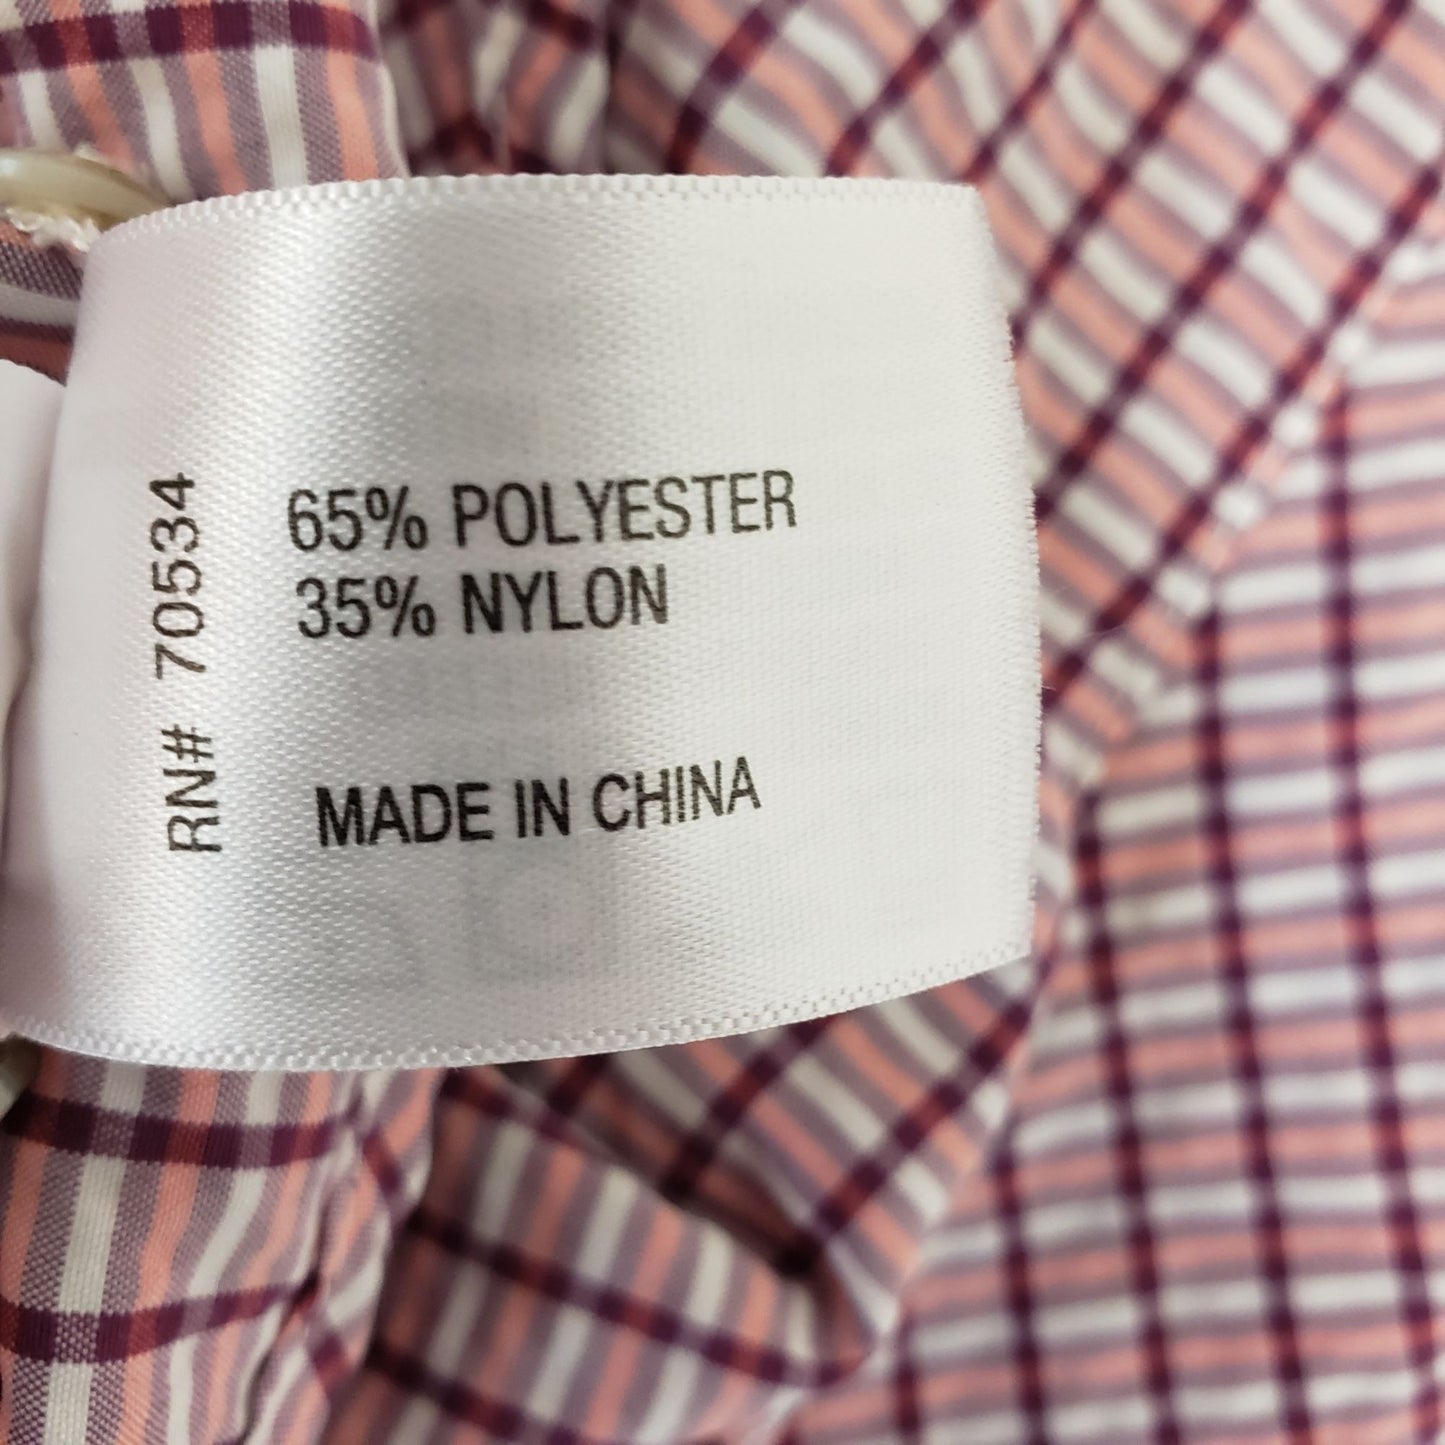 RN# 70534
65% POLYESTER
35% NYLON
MADE IN CHINA